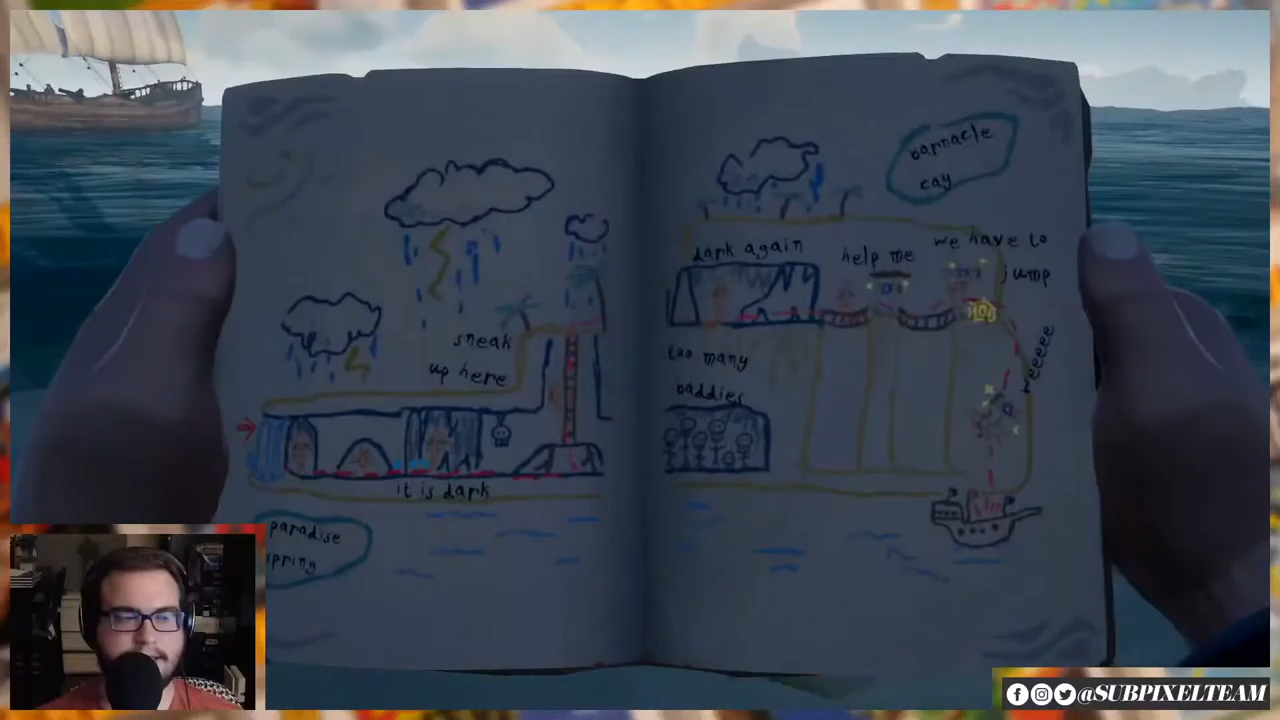 sneak
up here
it is dark
paradise
spring
barnacle
cay
dark again
help me
we have to
jump
weeeeee
too many
baddies
@SUBPIXELTEAM